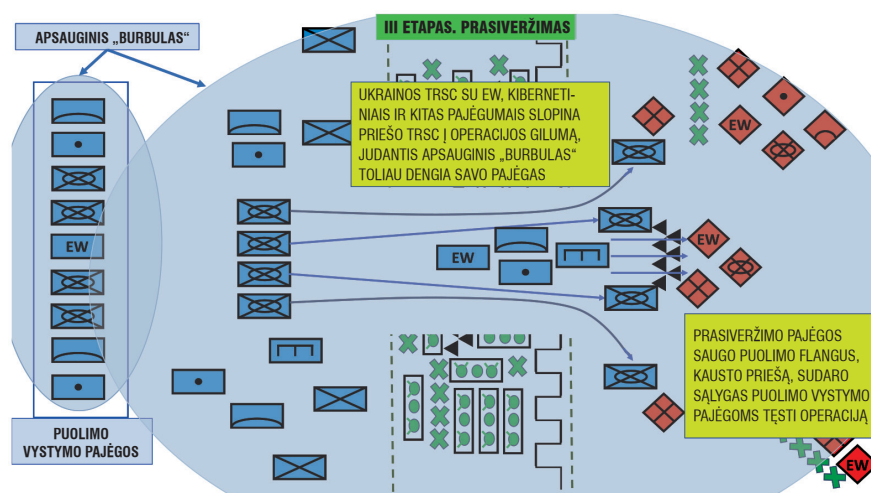 APSAUGINIS „BURBULAS“
III ETAPAS. PRASIVERŽIMAS
UKRAINOS TRSC SU EW, KIBERNETI-
NIAIS IR KITAS PAJĖGUMAIS SLOPINA
PRIEŠO TRSC Į OPERACIJOS GILUMĄ,
JUDANTIS APSAUGINIS „BURBULAS“
TOLIAU DENGIA SAVO PAJĖGAS
EW
EW
EW
EW
PRASIVERŽIMO PAJĖGOS
SAUGO PUOLIMO FLANGUS,
KAUSTO PRIEŠĄ, SUDARO
SĄLYGAS PUOLIMO VYSTYMO
PAJĖGOMS TĘSTI OPERACIJĄ
EW
PUOLIMO
VYSTYMO PAJĖGOS